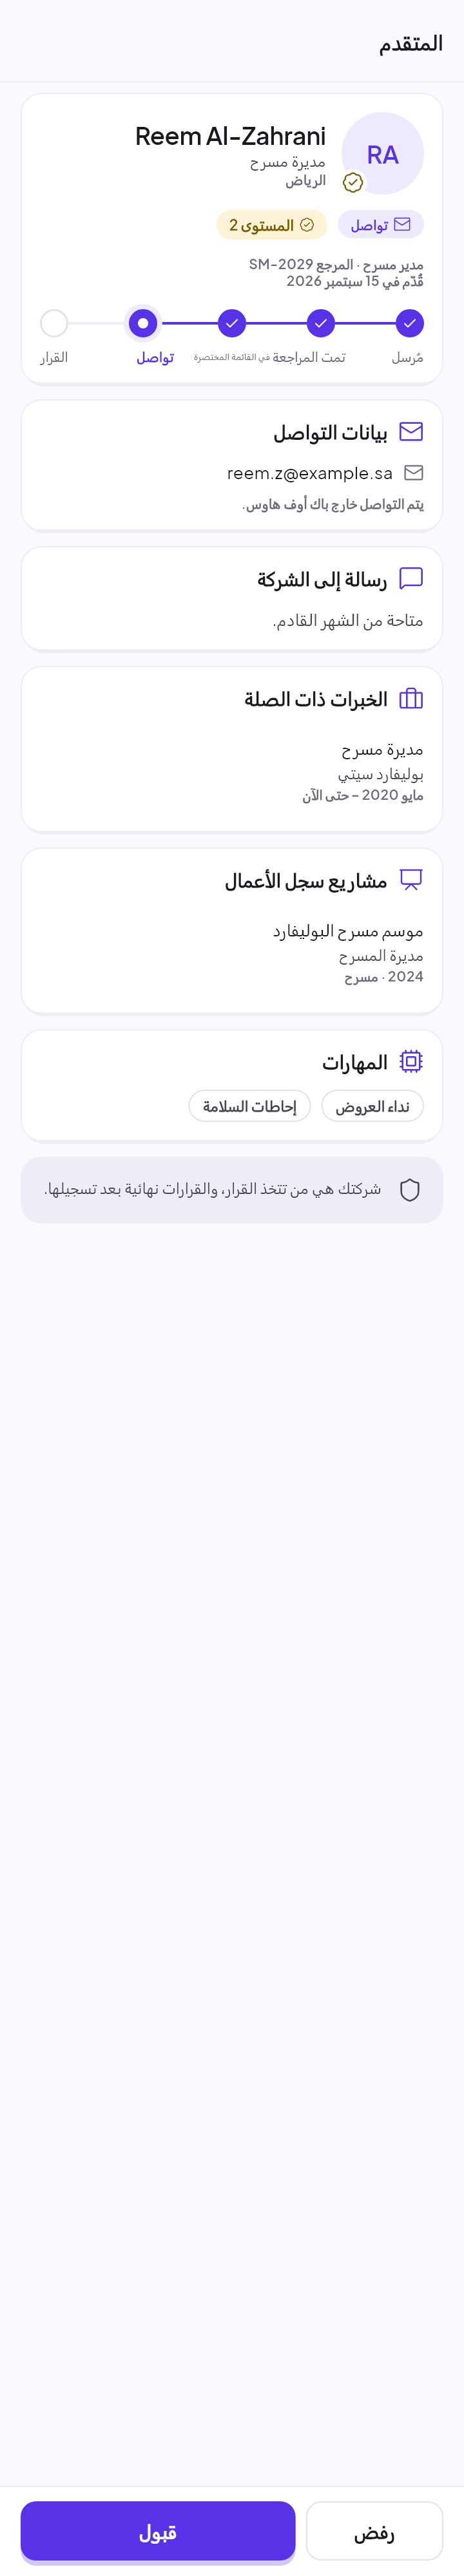 المتقدم
RA
Reem Al-Zahrani
مديرة مسرح
الرياض
تواصل
المستوى 2
مدير مسرح · المرجع SM-2029
قُدّم في 15 سبتمبر 2026
مُرسل
تمت المراجعة
في القائمة المختصرة
تواصل
القرار
بيانات التواصل
reem.z@example.sa
يتم التواصل خارج باك أوف هاوس.
رسالة إلى الشركة
متاحة من الشهر القادم.
الخبرات ذات الصلة
مديرة مسرح
بوليفارد سيتي
مايو 2020 – حتى الآن
مشاريع سجل الأعمال
موسم مسرح البوليفارد
مديرة المسرح
2024 · مسرح
المهارات
نداء العروض
إحاطات السلامة
شركتك هي من تتخذ القرار، والقرارات نهائية بعد تسجيلها.
رفض
قبول